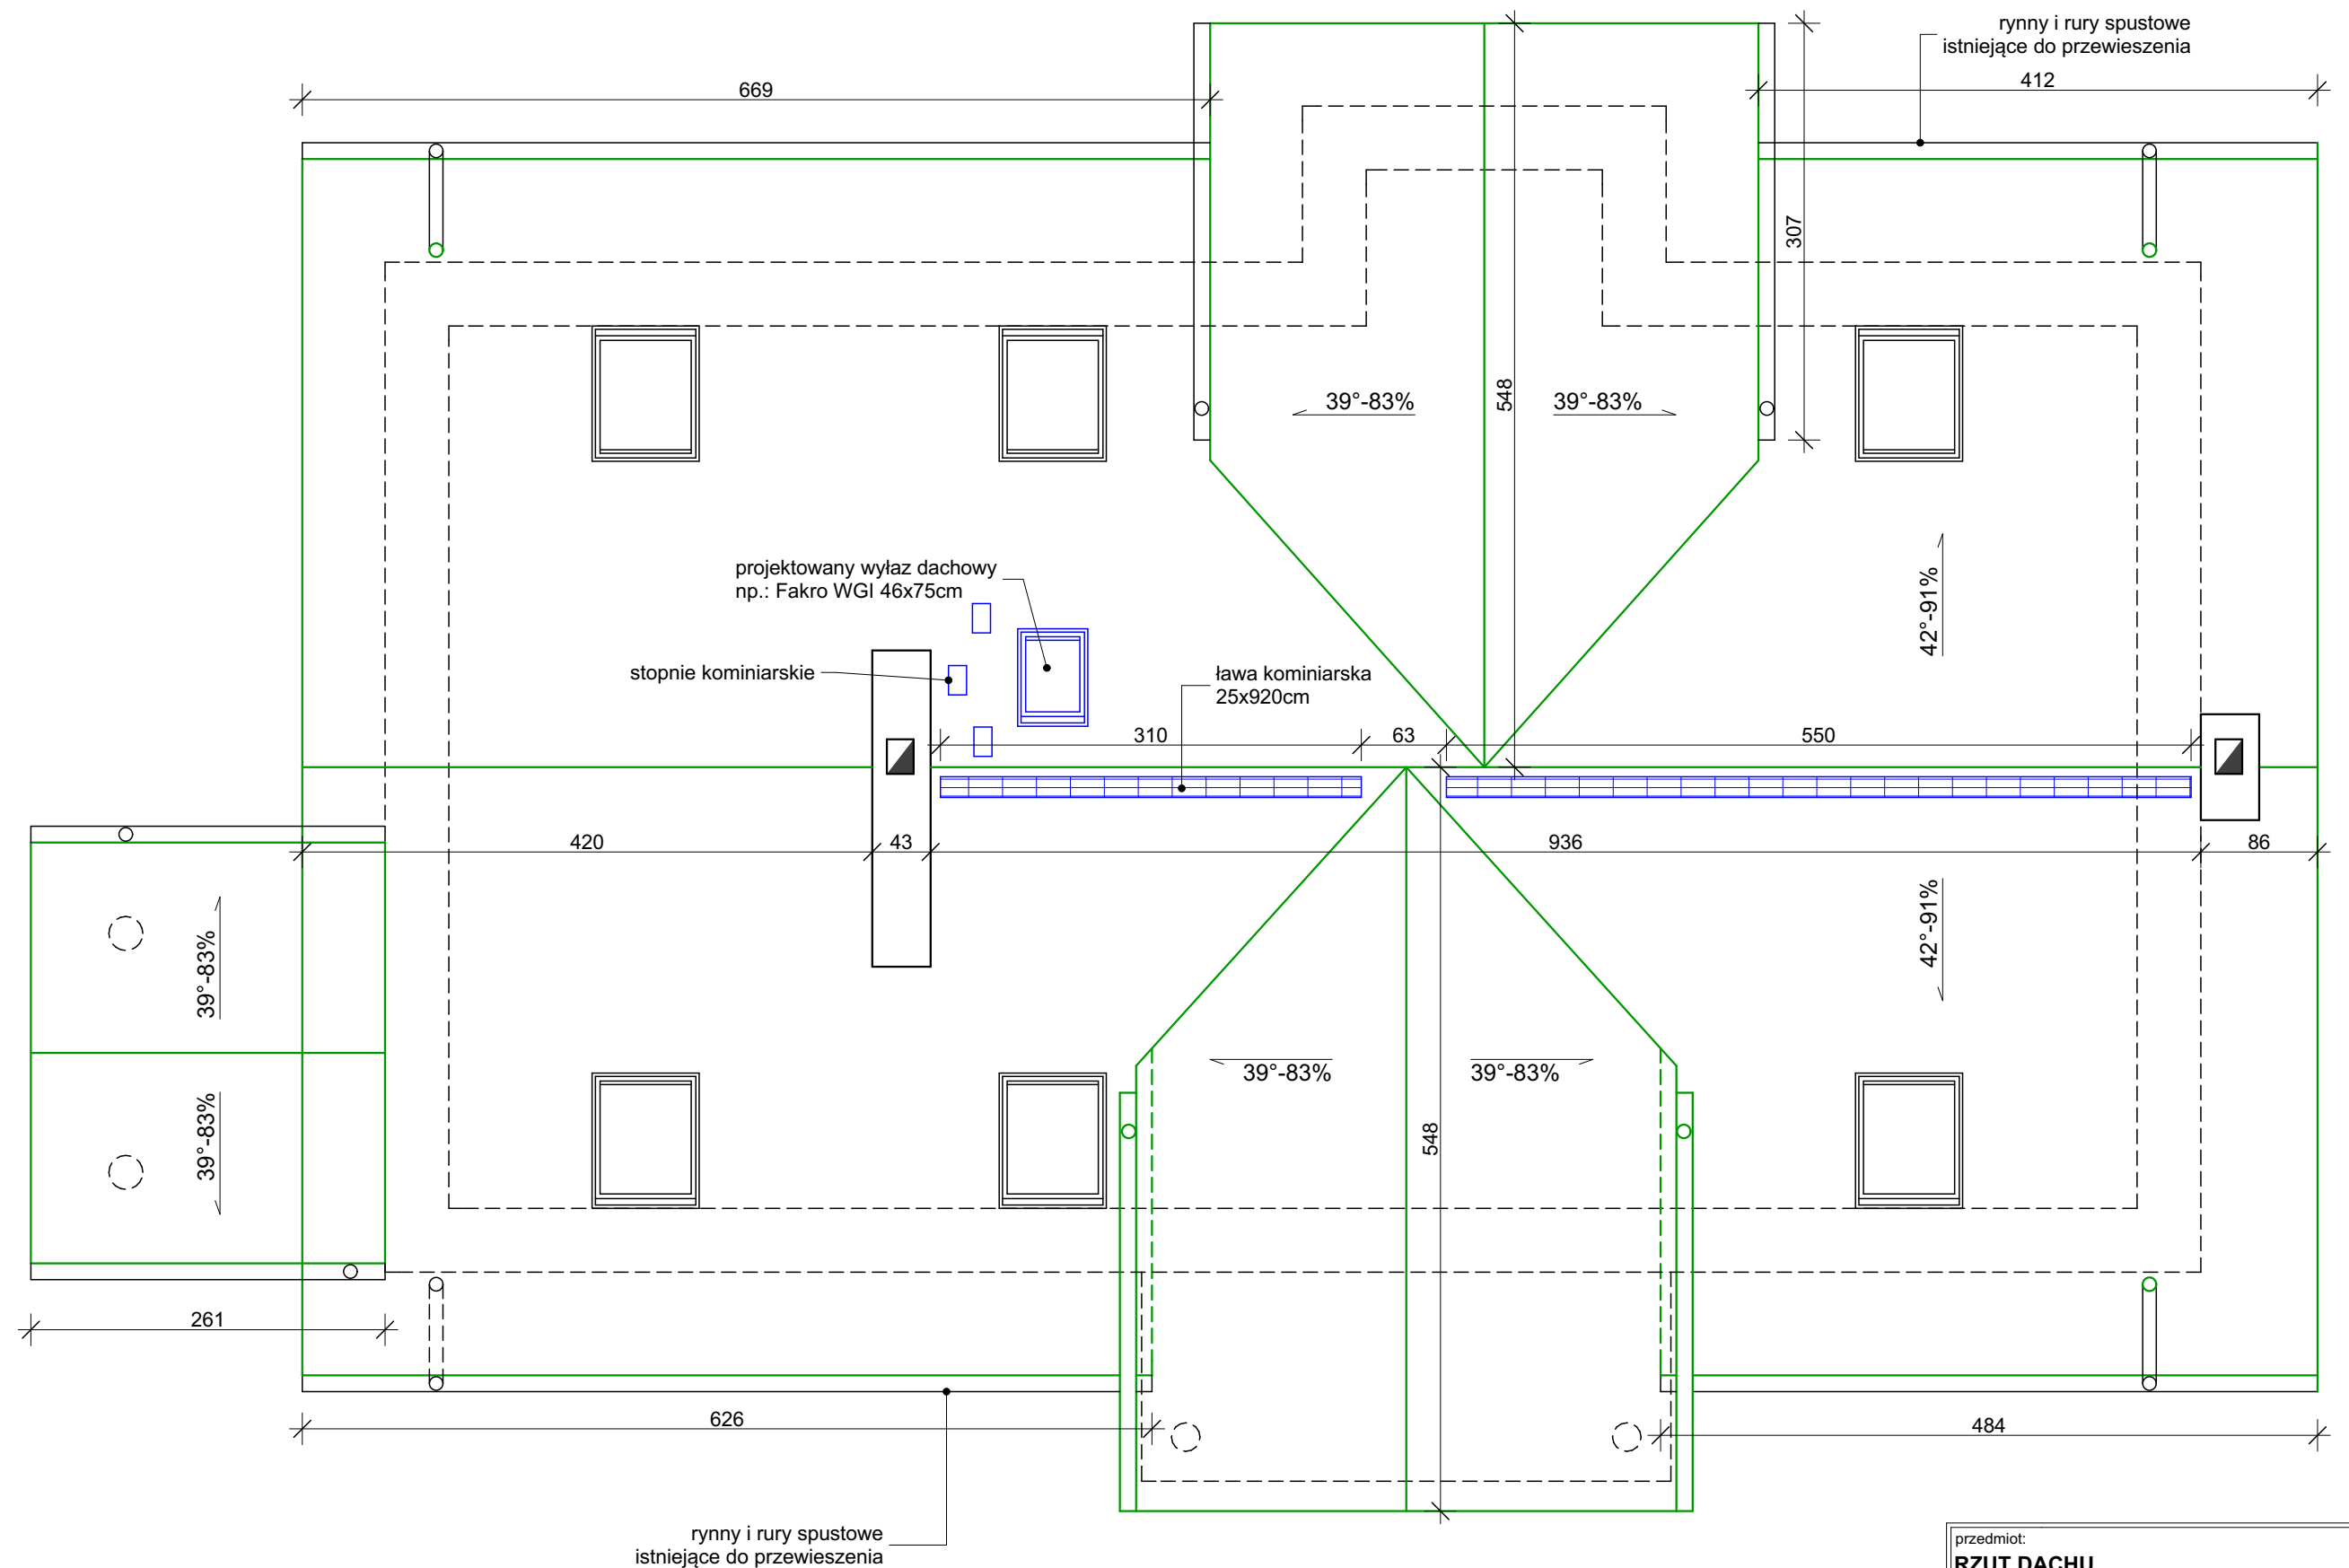 rynny i rury spustowe
istniejące do przewieszenia
669
412
307
548
39°-83%
39°-83%
projektowany wyłaz dachowy
np.: Fakro WGI 46x75cm
42°-91%
stopnie kominiarskie
ława kominiarska
25x920cm
310
63
550
420
43
936
86
39°-83%
42°-91%
39°-83%
39°-83%
39°-83%
548
261
626
484
rynny i rury spustowe
istniejące do przewieszenia
przedmiot:
RZUT DACHU